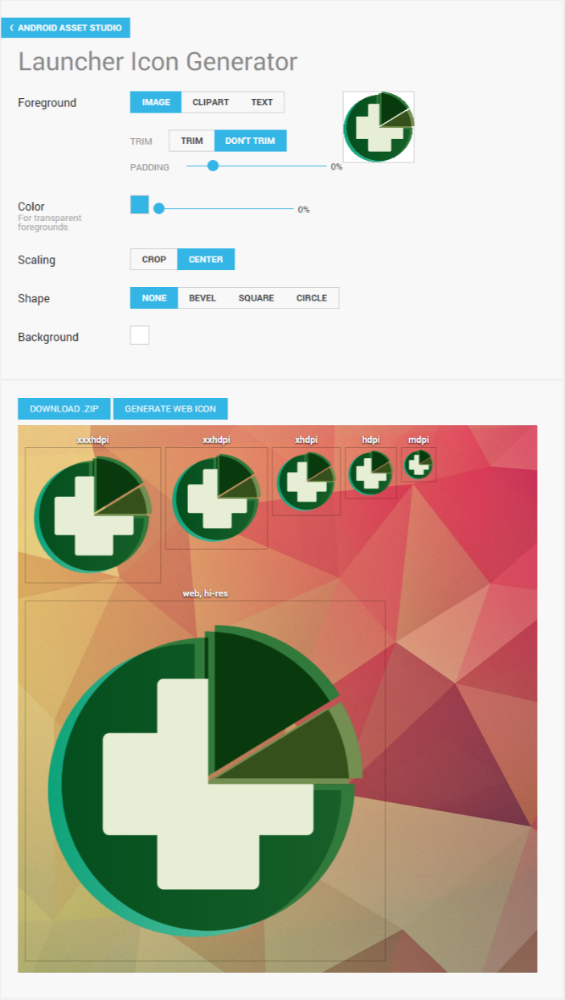 ‹ ANDROID ASSET STUDIO
Launcher Icon Generator
Foreground
IMAGE CLIPART TEXT
TRIM TRIM DON'T TRIM
PADDING 0%
Color
For transparent
foregrounds
0%
Scaling
CROP CENTER
Shape
NONE BEVEL SQUARE CIRCLE
Background
DOWNLOAD .ZIP GENERATE WEB ICON
xxxhdpi xxhdpi xhdpi hdpi mdpi
web, hi-res